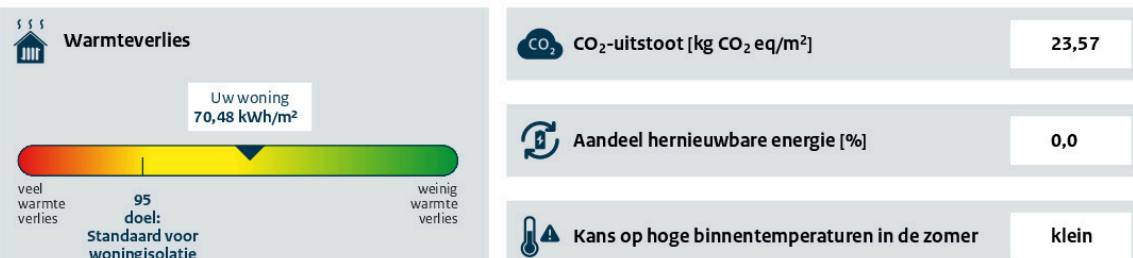 Warmteverlies
Uw woning
70,48 kWh/m²
veel
warmte
verlies
95
doel:
Standaard voor
woningisolatie
weinig
warmte
verlies
CO₂
CO₂-uitstoot [kg CO₂ eq/m²]
23,57
Aandeel hernieuwbare energie [%]
0,0
Kans op hoge binnentemperaturen in de zomer
klein